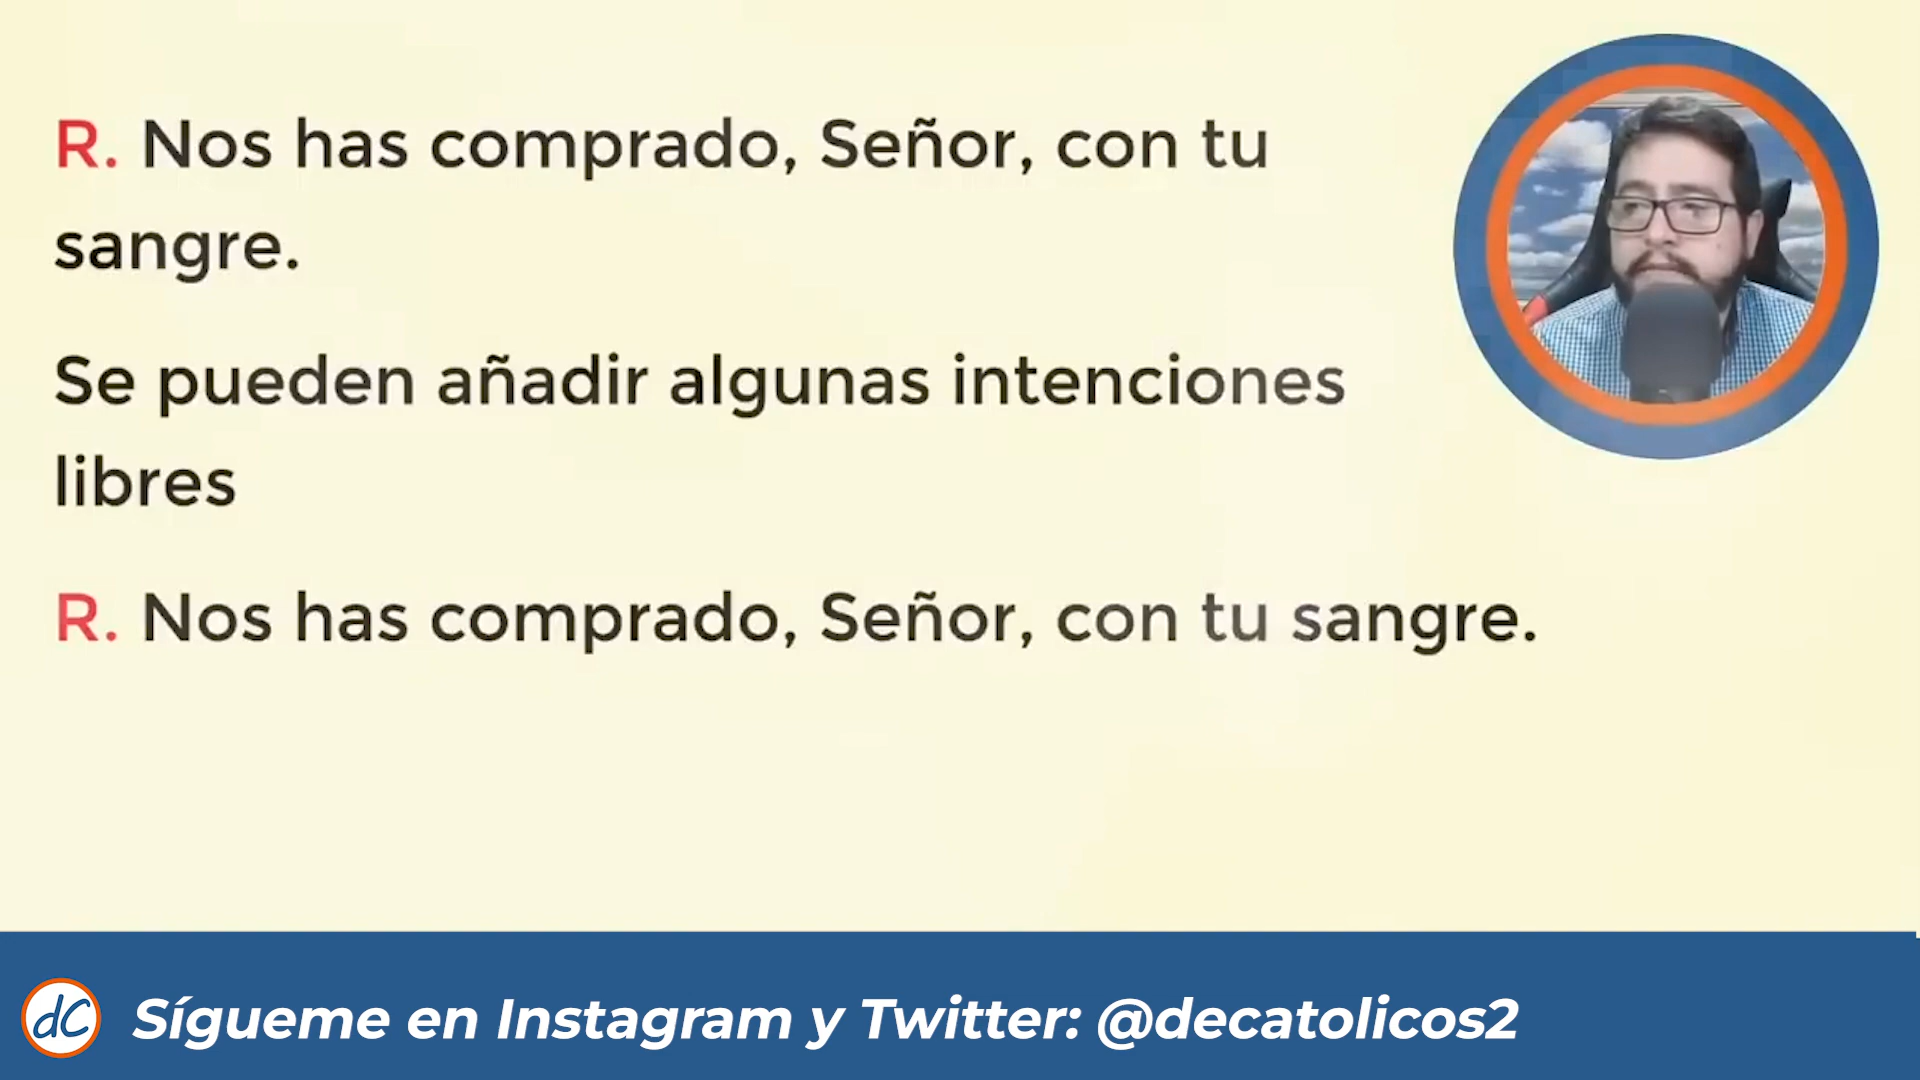 R. Nos has comprado, Señor, con tu
sangre.
Se pueden añadir algunas intenciones
libres
R. Nos has comprado, Señor, con tu sangre.
dC Sígueme en Instagram y Twitter: @decatolicos2